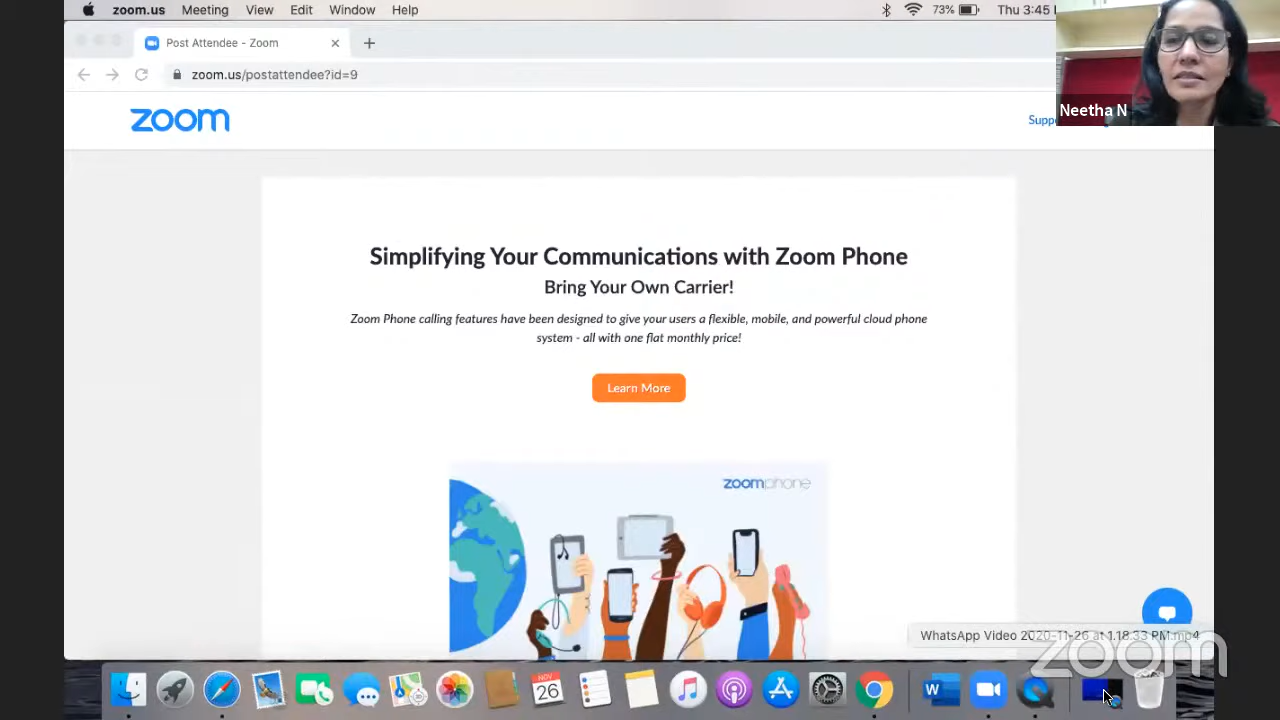 zoom.us Meeting View Edit Window Help 73% Thu 3:45
Post Attendee - Zoom
zoom.us/postattendee?id=9
zoom
Neetha N
Simplifying Your Communications with Zoom Phone
Bring Your Own Carrier!
Zoom Phone calling features have been designed to give your users a flexible, mobile, and powerful cloud phone
system - all with one flat monthly price!
Learn More
zoomphone
WhatsApp Video 2020-11-26 at 1.18.33 PM.mp4
zoom
NOV
26
W